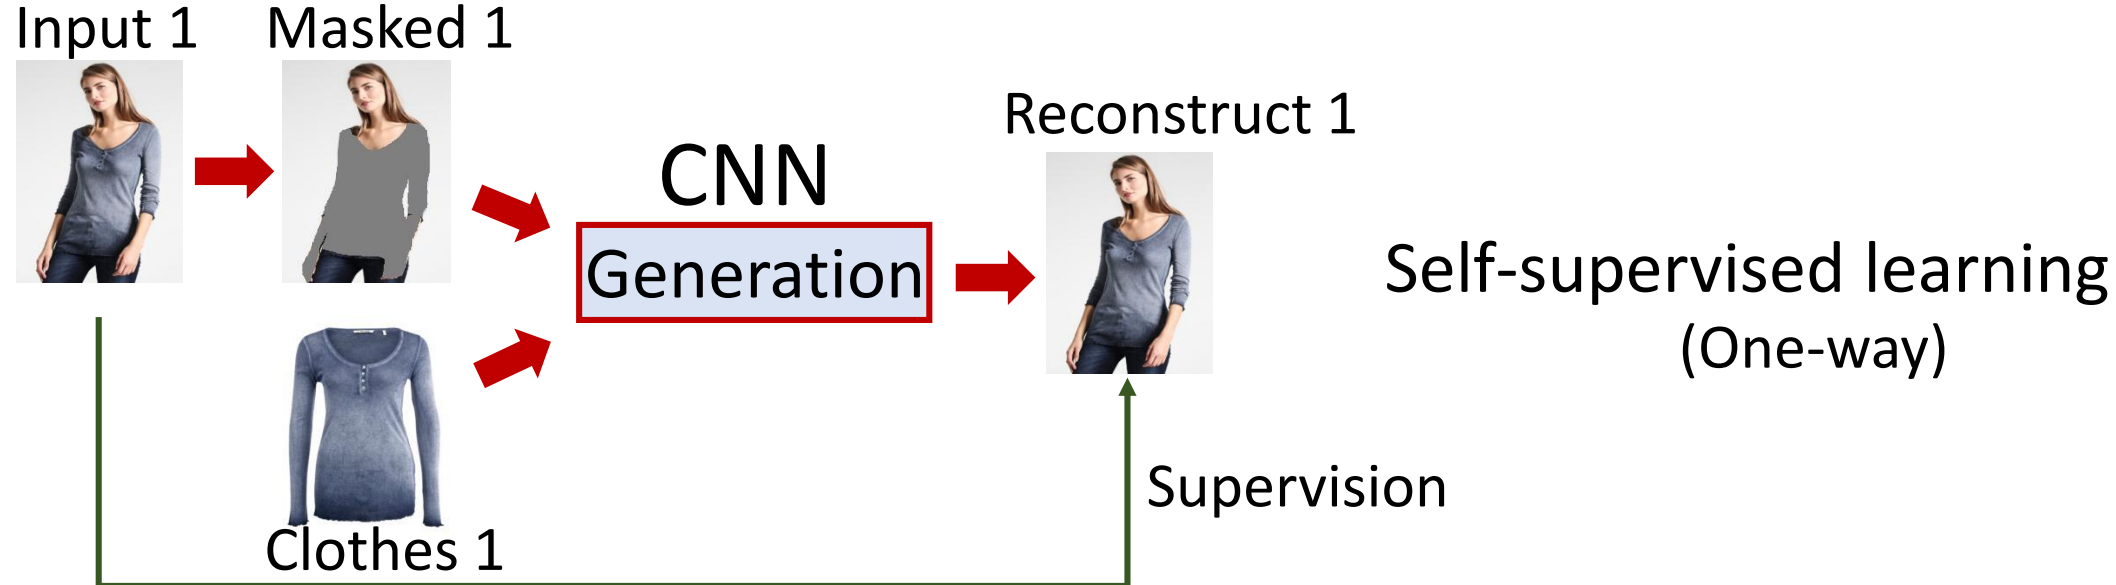 Input 1
Masked 1
Reconstruct 1
CNN
Generation
Self-supervised learning
(One-way)
Supervision
Clothes 1